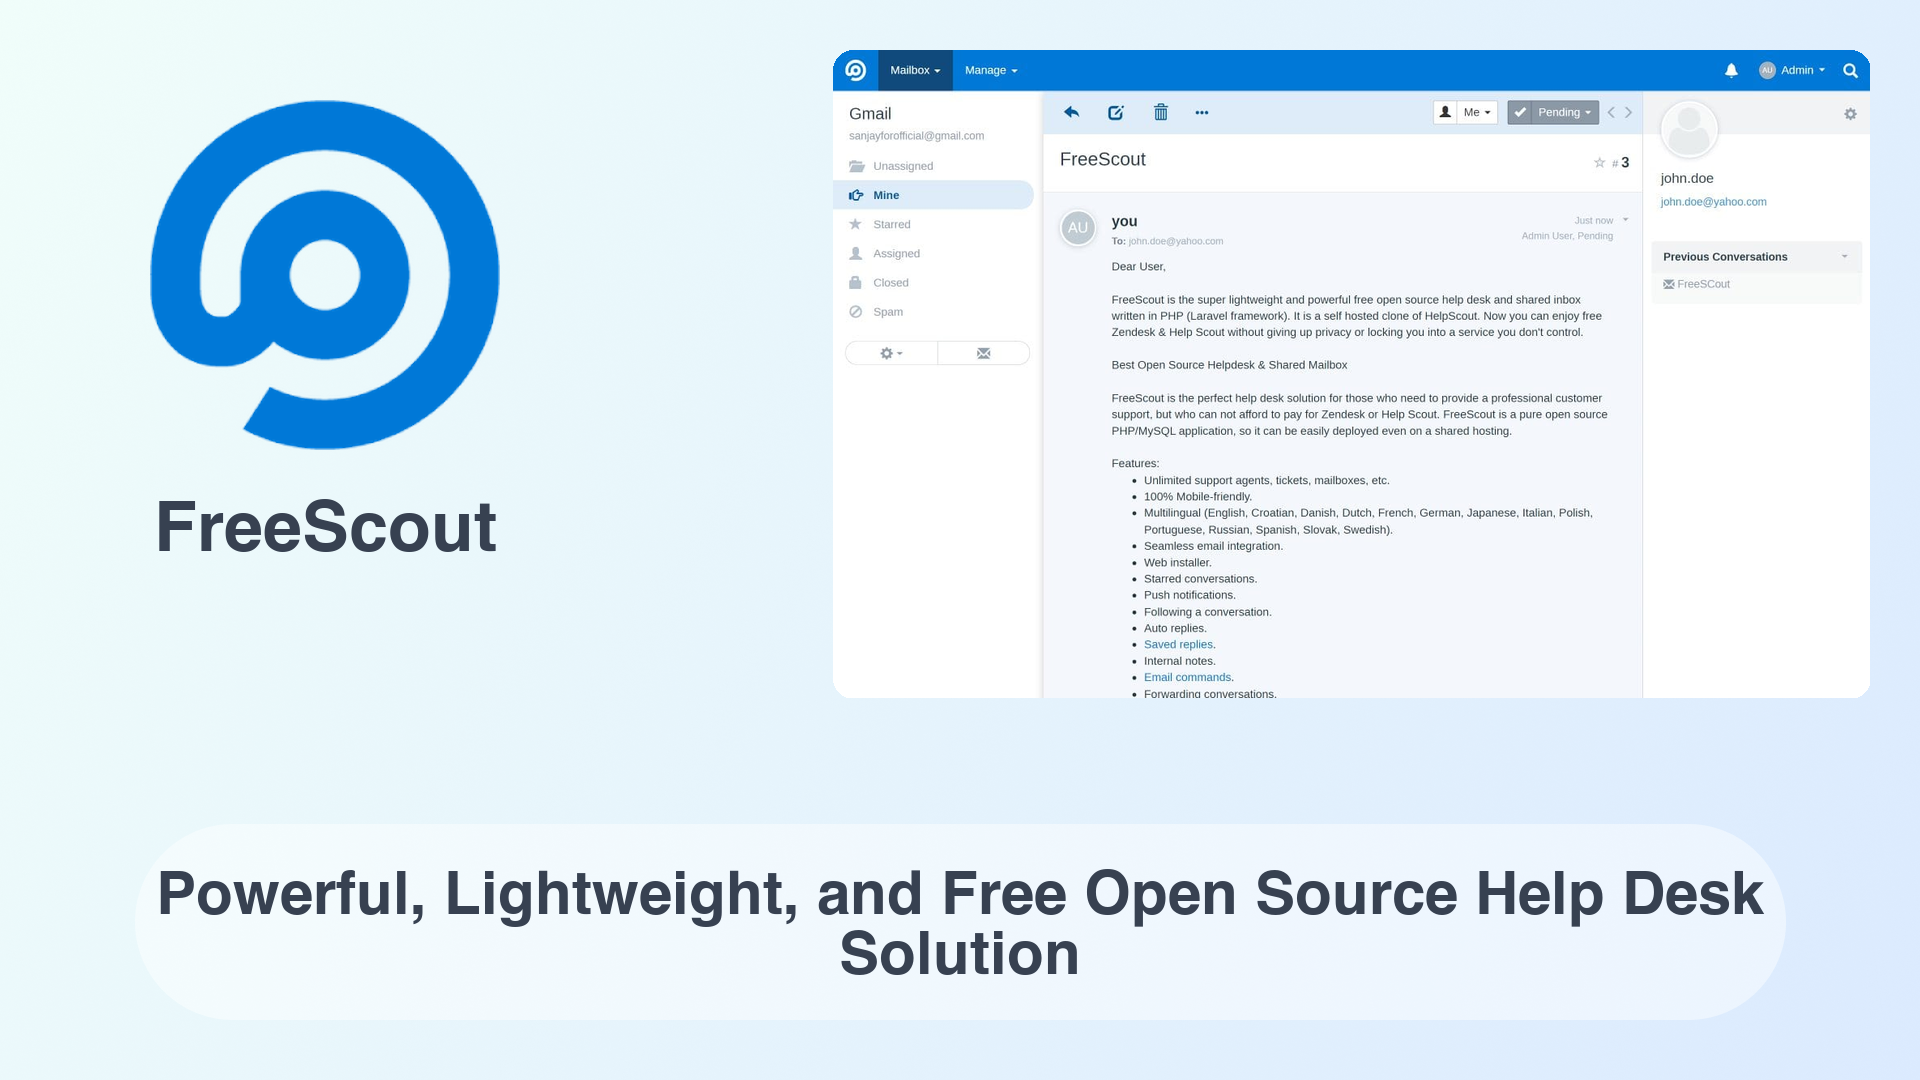 FreeScout
Mailbox
Manage
AU
Admin
Gmail
sanjayforofficial@gmail.com
Unassigned
Mine
Starred
Assigned
Closed
Spam
Me
Pending
FreeScout
# 3
AU
you
To: john.doe@yahoo.com
Just now
Admin User, Pending
Dear User,
FreeScout is the super lightweight and powerful free open source help desk and shared inbox
written in PHP (Laravel framework). It is a self hosted clone of HelpScout. Now you can enjoy free
Zendesk & Help Scout without giving up privacy or locking you into a service you don't control.
Best Open Source Helpdesk & Shared Mailbox
FreeScout is the perfect help desk solution for those who need to provide a professional customer
support, but who can not afford to pay for Zendesk or Help Scout. FreeScout is a pure open source
PHP/MySQL application, so it can be easily deployed even on a shared hosting.
Features:
• Unlimited support agents, tickets, mailboxes, etc.
• 100% Mobile-friendly.
• Multilingual (English, Croatian, Danish, Dutch, French, German, Japanese, Italian, Polish,
Portuguese, Russian, Spanish, Slovak, Swedish).
• Seamless email integration.
• Web installer.
• Starred conversations.
• Push notifications.
• Following a conversation.
• Auto replies.
• Saved replies.
• Internal notes.
• Email commands.
• Forwarding conversations.
john.doe
john.doe@yahoo.com
Previous Conversations
FreeSCout
Powerful, Lightweight, and Free Open Source Help Desk
Solution